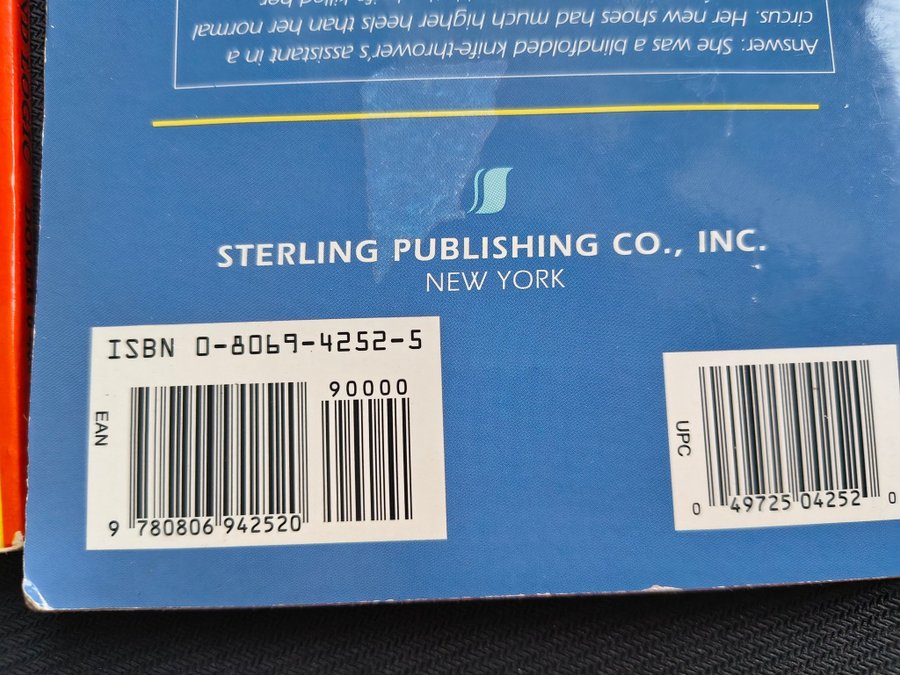 Answer: She was a blindfolded knife-thrower's assistant in a
circus. Her new shoes had much higher heels than her normal
killed her
STERLING PUBLISHING CO., INC.
NEW YORK
ISBN 0-8069-4252-5
90000
EAN
9 780806 942520
UPC
0 49725 04252 0